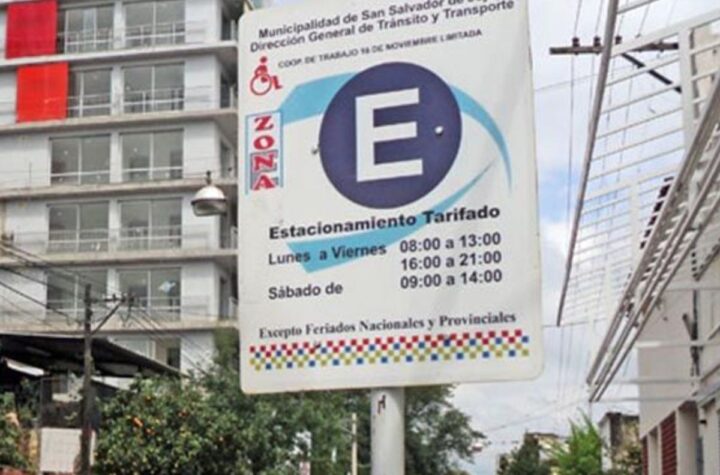 Municipalidad de San Salvador de
Dirección General de Tránsito y Transporte
COOP. DE TRABAJO 16 DE NOVIEMBRE LIMITADA
ZONA
E
Estacionamiento Tarifado
Lunes a Viernes 08:00 a 13:00
16:00 a 21:00
Sábado de 09:00 a 14:00
Excepto Feriados Nacionales y Provinciales